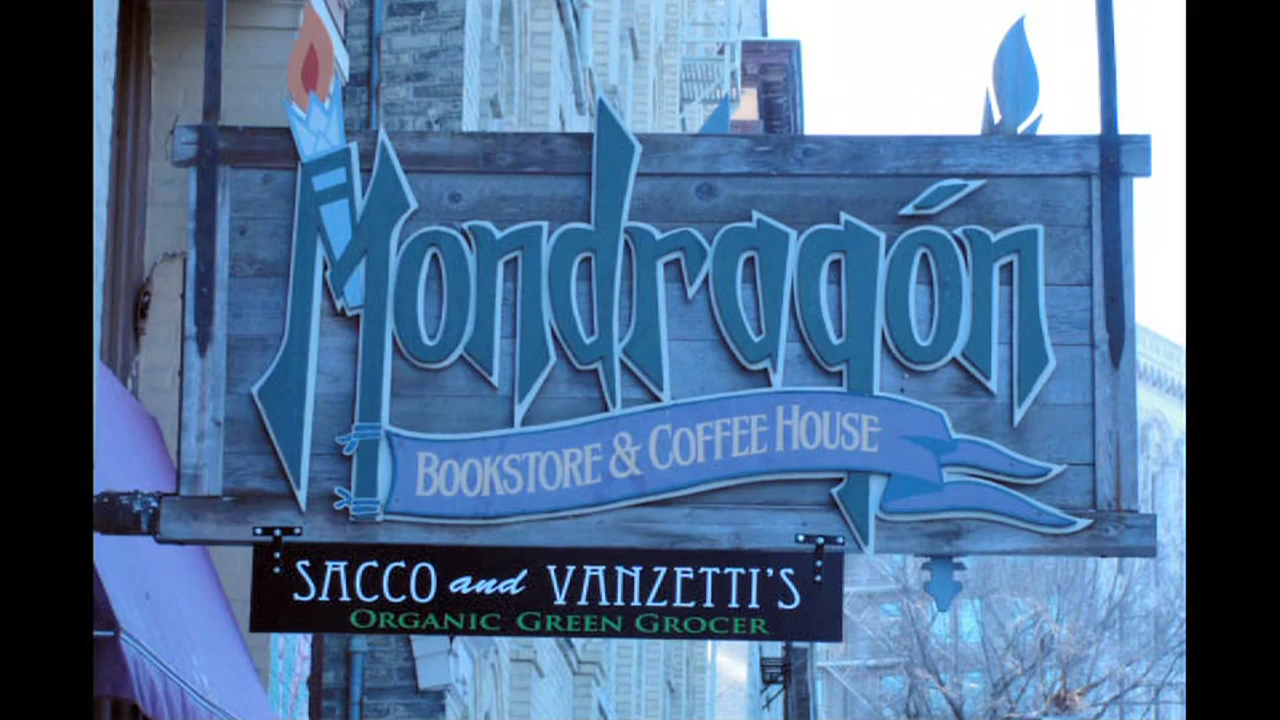 Mondragón
BOOKSTORE & COFFEE HOUSE
SACCO and VANZETTI'S
ORGANIC GREEN GROCER